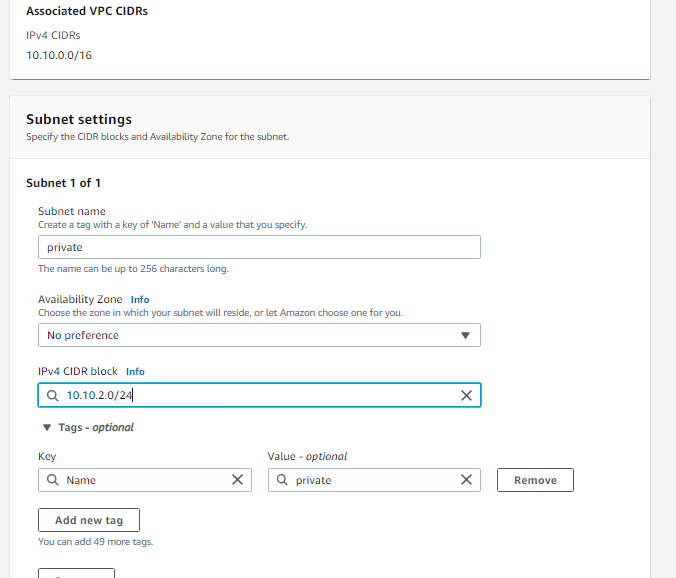 Associated VPC CIDRs
IPv4 CIDRs
10.10.0.0/16
Subnet settings
Specify the CIDR blocks and Availability Zone for the subnet.
Subnet 1 of 1
Subnet name
Create a tag with a key of 'Name' and a value that you specify.
private
The name can be up to 256 characters long.
Availability Zone Info
Choose the zone in which your subnet will reside, or let Amazon choose one for you.
No preference
IPv4 CIDR block Info
10.10.2.0/24
Tags - optional
Key Value - optional
Name private Remove
Add new tag
You can add 49 more tags.